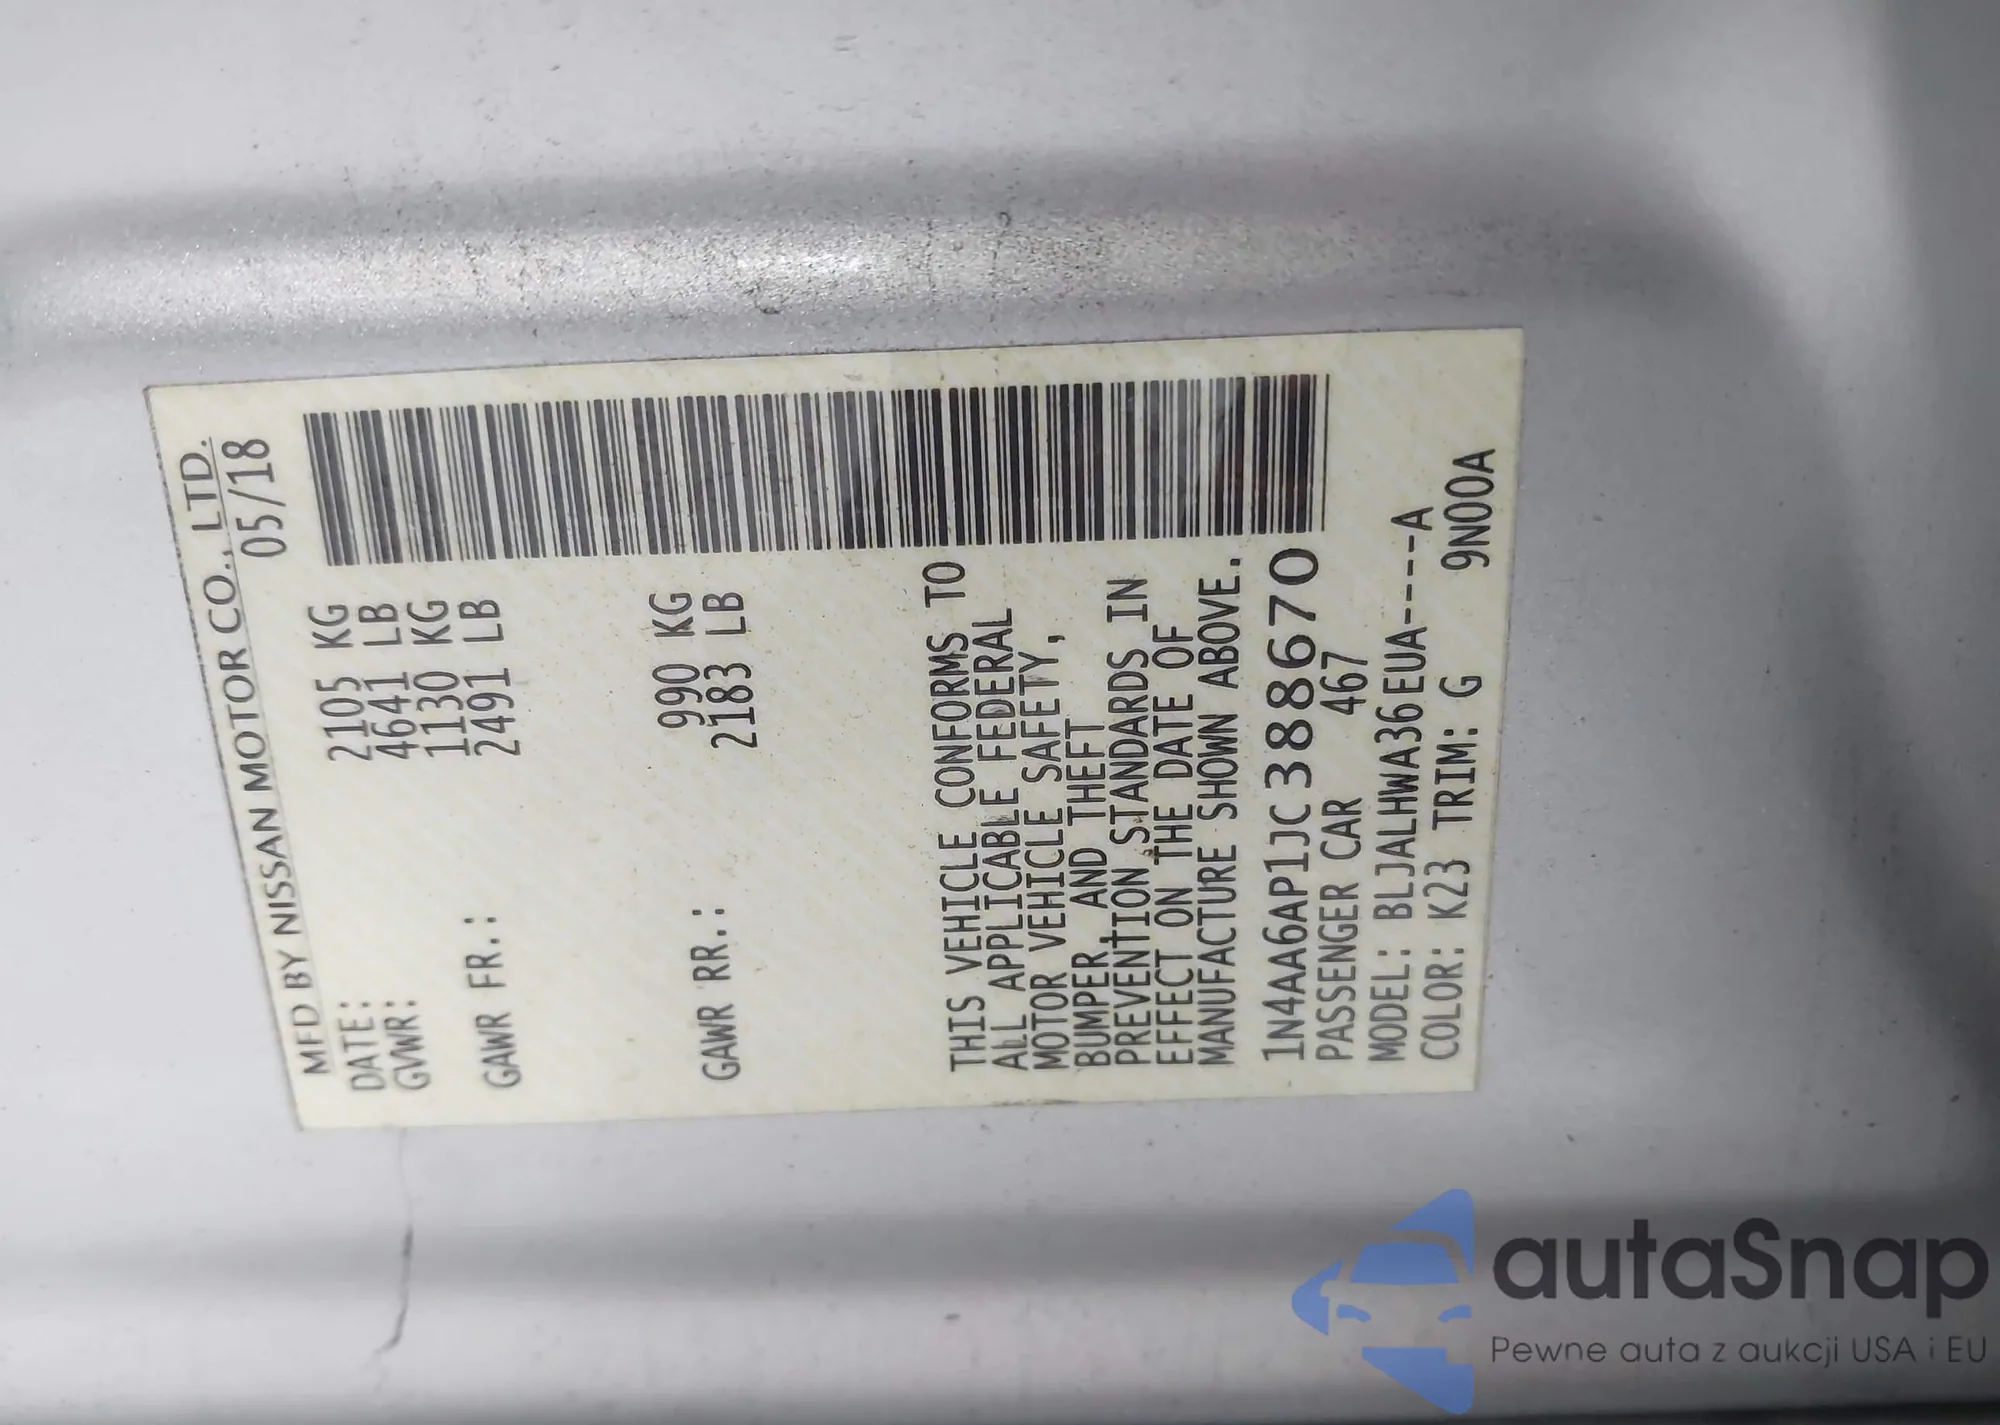 MFD BY NISSAN MOTOR CO., LTD.
DATE: 05/18
GVWR: 2105 KG
4641 LB
GAWR FR.: 1130 KG
2491 LB
GAWR RR.: 990 KG
2183 LB
THIS VEHICLE CONFORMS TO
ALL APPLICABLE FEDERAL
MOTOR VEHICLE SAFETY,
BUMPER, AND THEFT
PREVENTION STANDARDS IN
EFFECT ON THE DATE OF
MANUFACTURE SHOWN ABOVE.
1N4AA6AP1JC388670
PASSENGER CAR 467
MODEL: BLJALHWA36EUA-----A
COLOR: K23 TRIM: G 9N00A
autaSnap
Pewne auta z aukcji USA i EU